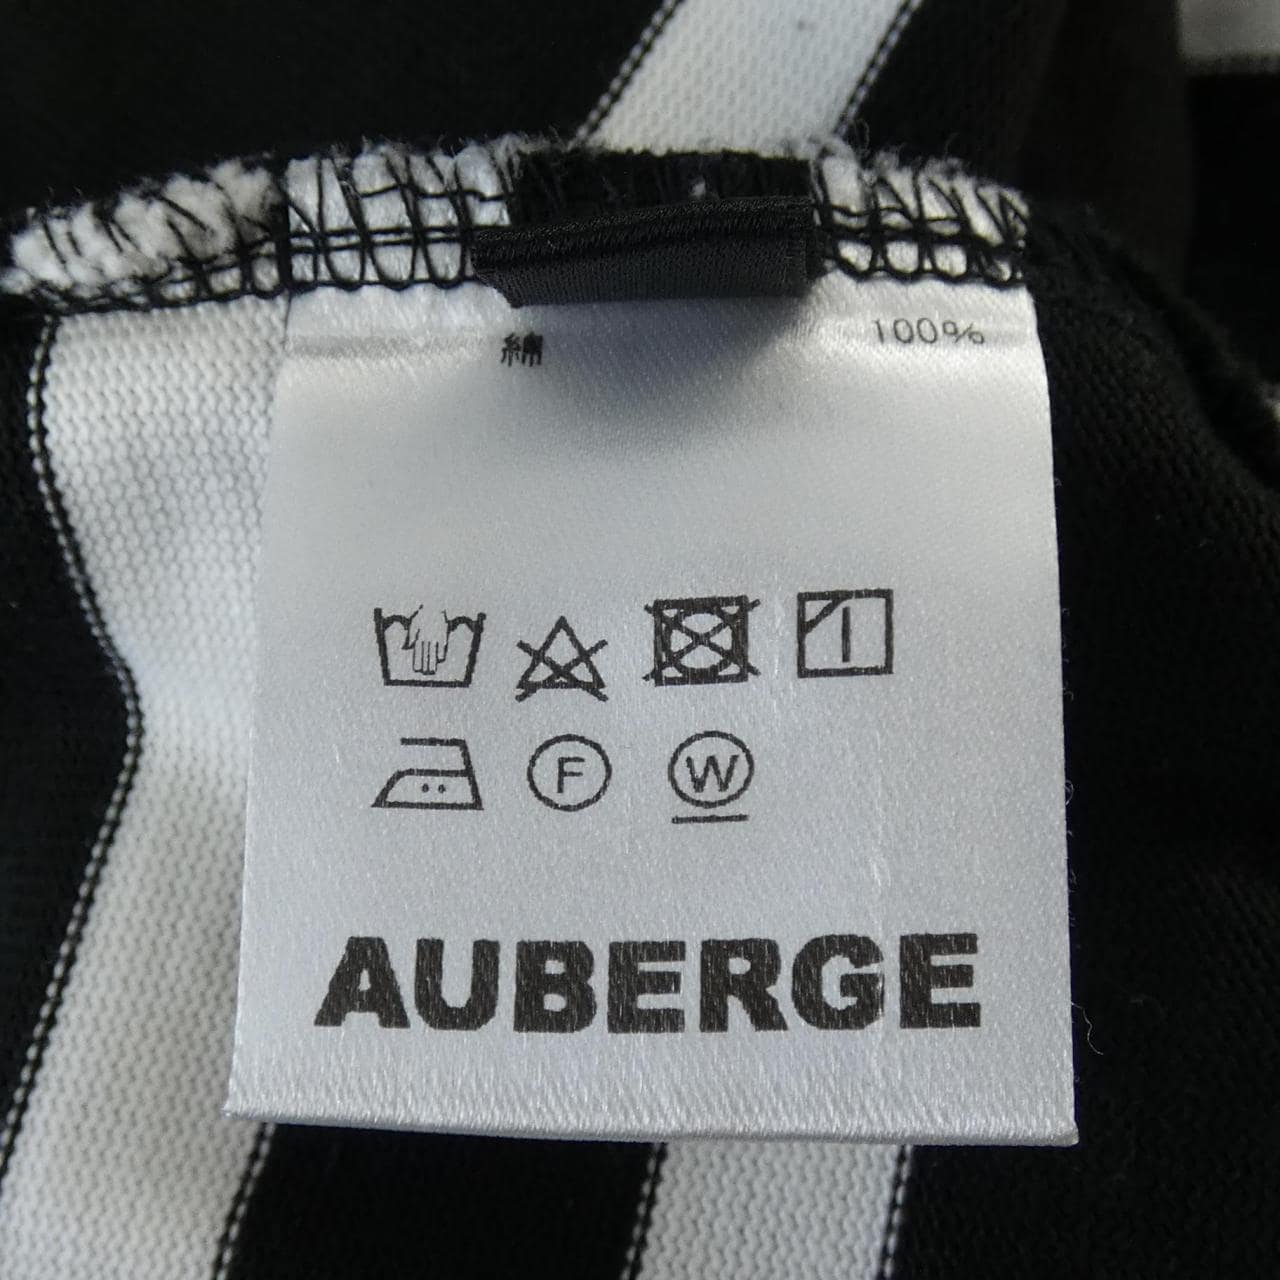 綿 100%
F W
AUBERGE